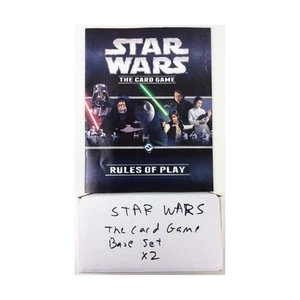 STAR
WARS
THE CARD GAME
RULES OF PLAY
STAR WARS
The Card Game
Base Set
x2